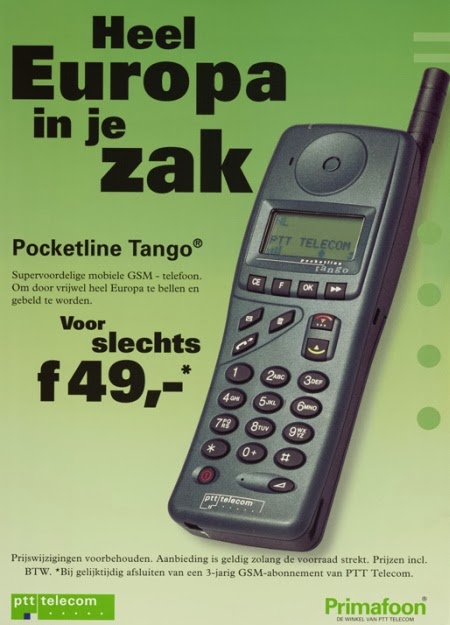 Heel
Europa
in je
zak
Pocketline Tango®
Supervoordelige mobiele GSM - telefoon.
Om door vrijwel heel Europa te bellen en
gebeld te worden.
Voor
slechts
f 49,-*
NL
PTT TELECOM
pocketline
tango
CE
F
OK
1
2ABC
3DEF
4GHI
5JKL
6MNO
7PQRS
8TUV
9WXYZ
*
0+
#
ptt telecom
Prijswijzigingen voorbehouden. Aanbieding is geldig zolang de voorraad strekt. Prijzen incl.
BTW. *Bij gelijktijdig afsluiten van een 3-jarig GSM-abonnement van PTT Telecom.
ptt telecom
Primafoon®
DE WINKEL VAN PTT TELECOM